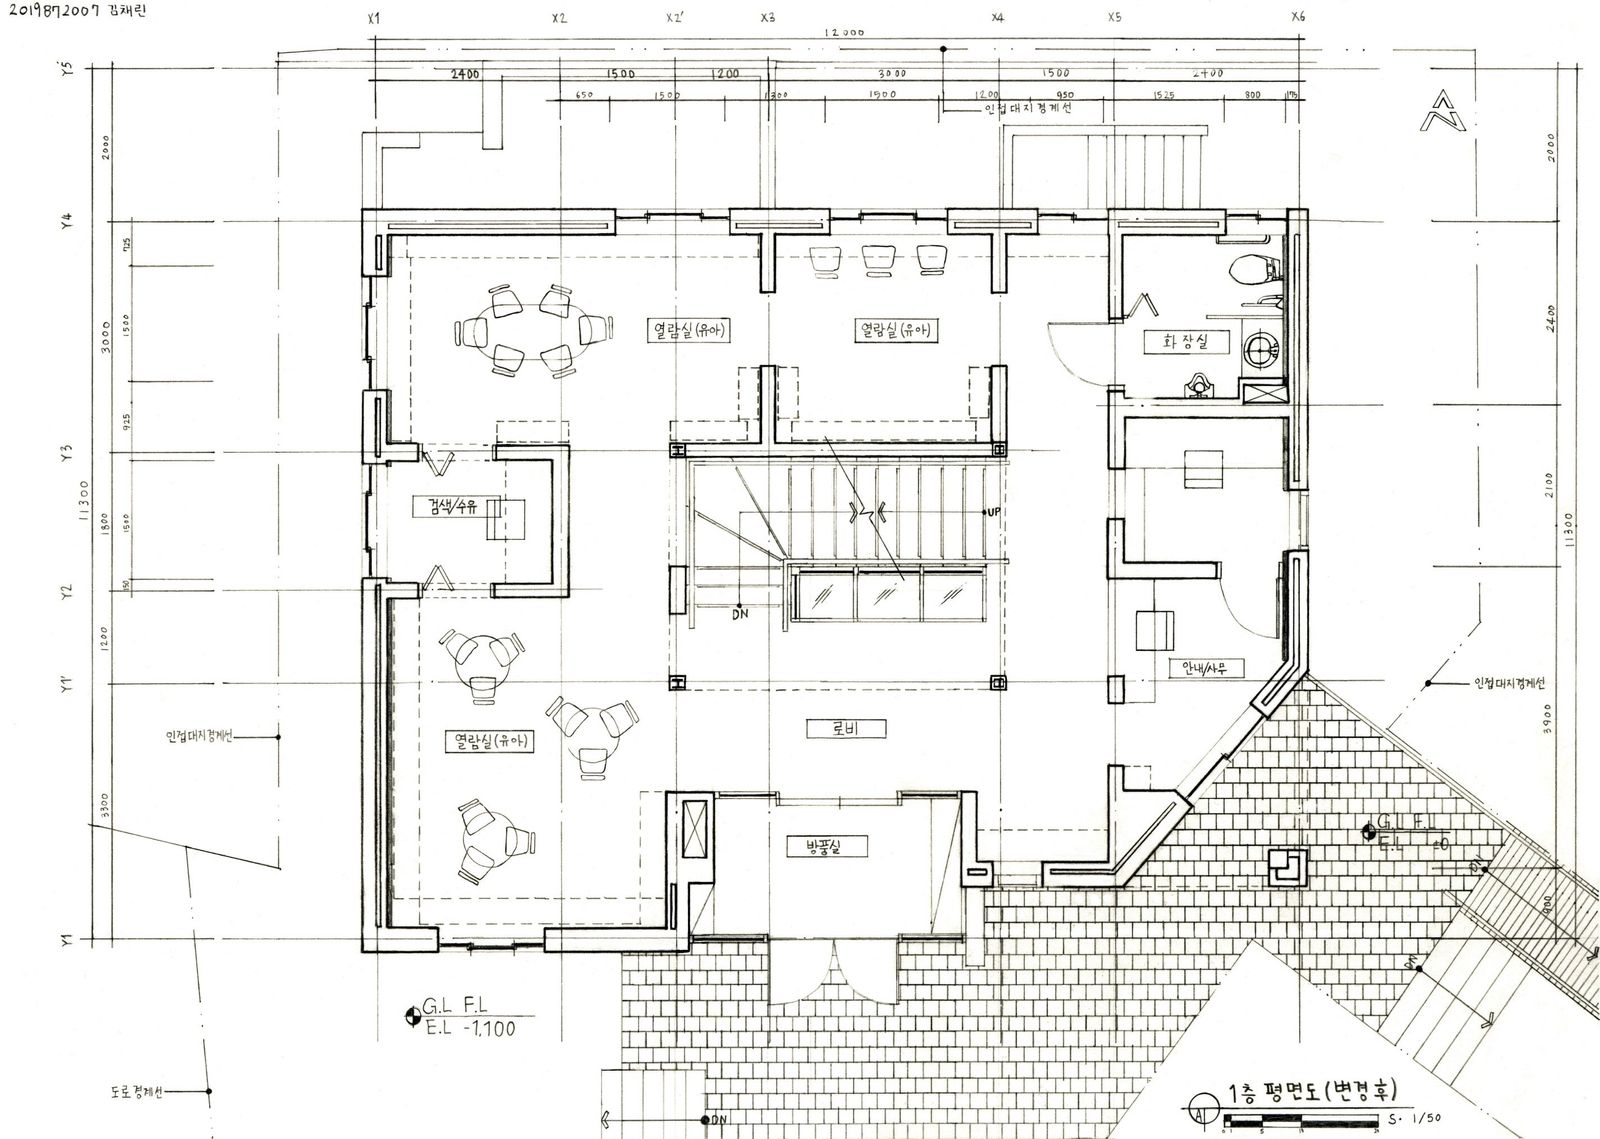 2019872007 김채린
X1 X2 X2' X3 X4 X5 X6
12000
Y5
2400 1500 1200 3000 1500 2400
650 1500 1300 1500 1200 950 1525 800 175
인접대지경계선
2000
2000
Y4
725
3000
1500
925
2400
열람실(유아)
열람실(유아)
화장실
Y3
11300
1800
1500
150
검색/수유
UP
DN
2100
11300
Y2
1200
Y1'
안내/사무
인접대지경계선
3900
인접대지경계선
열람실(유아)
로비
3300
방풍실
G.L F.L
E.L ±0
DN
900
Y1
DN
G.L F.L
E.L -1,100
도로경계선
DN
A1
1층 평면도(변경후)
S. 1/50